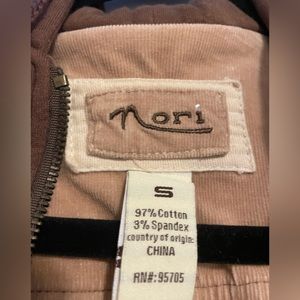 nori
S
97% Cotton
3% Spandex
country of origin:
CHINA
RN#: 95705